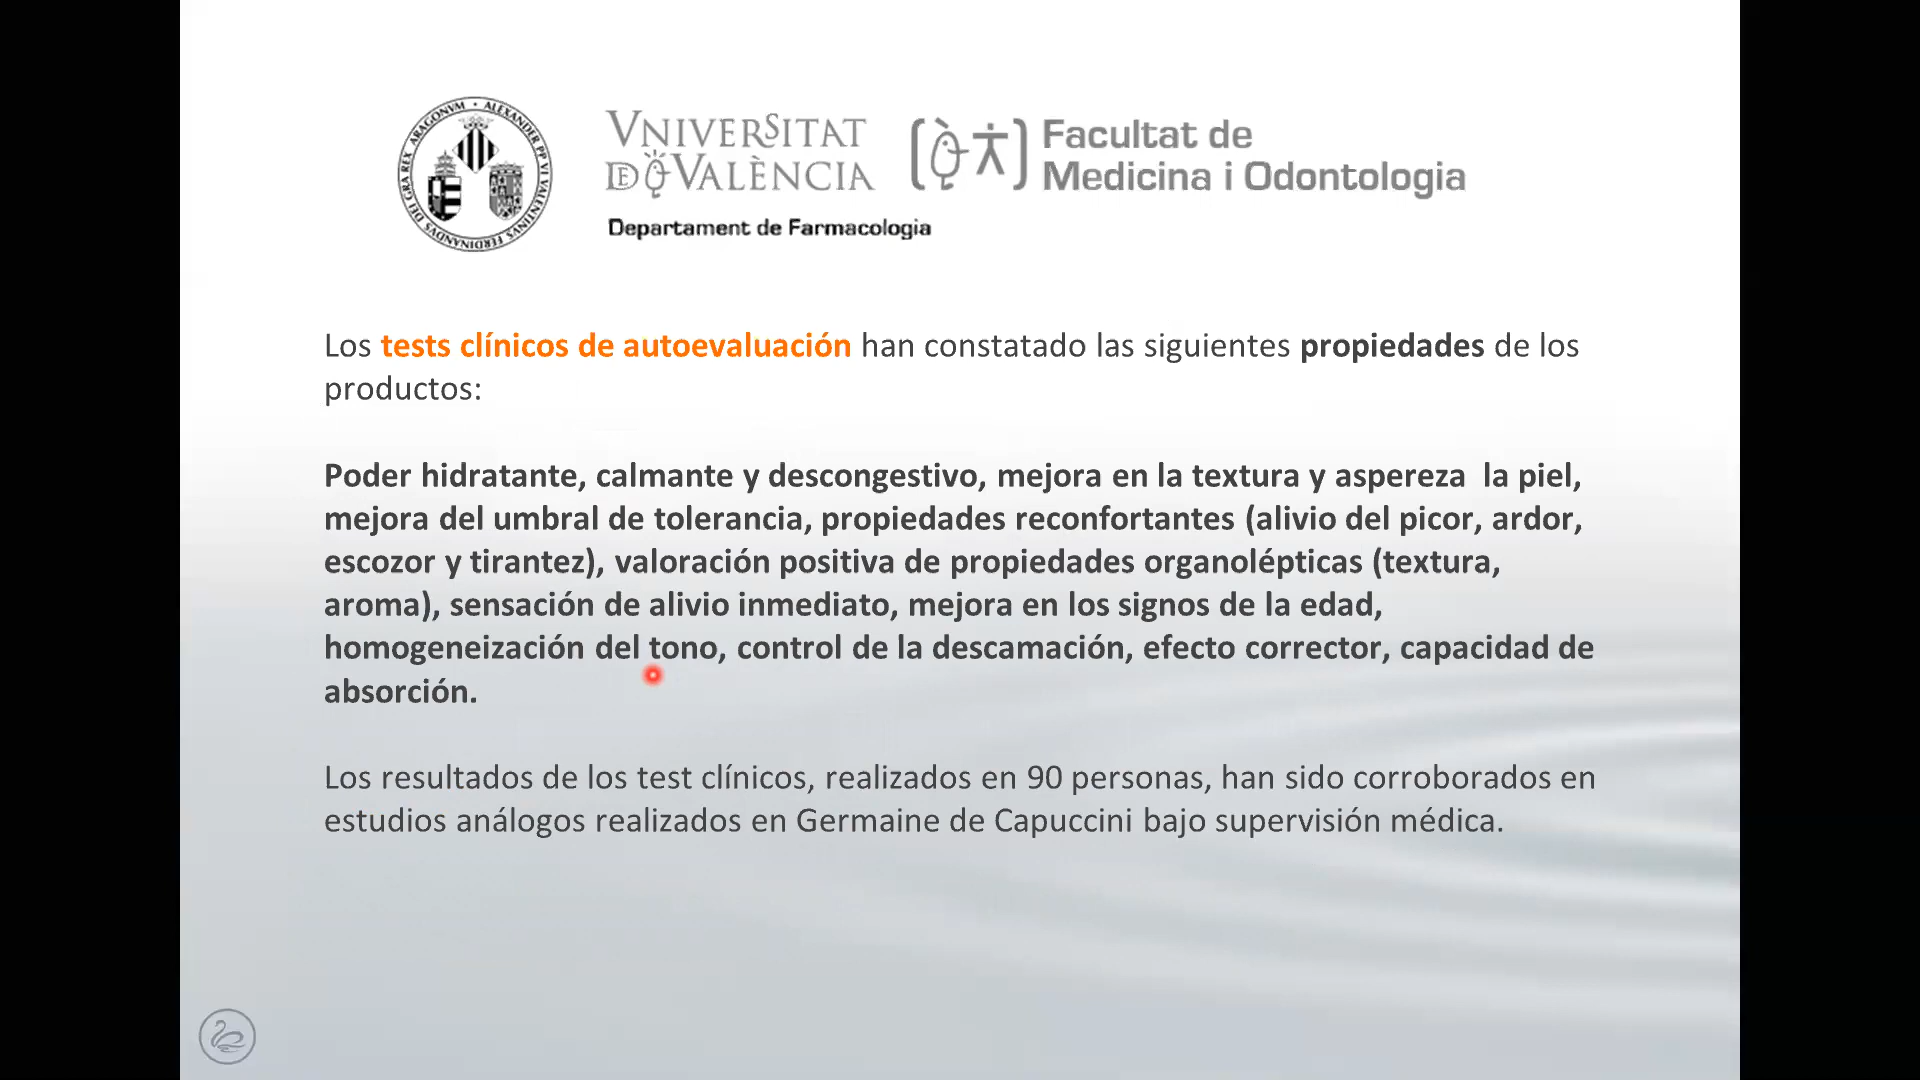 VNIVERSITAT
DE VALÈNCIA
Facultat de
Medicina i Odontologia
Departament de Farmacologia
Los tests clínicos de autoevaluación han constatado las siguientes propiedades de los
productos:
Poder hidratante, calmante y descongestivo, mejora en la textura y aspereza  la piel,
mejora del umbral de tolerancia, propiedades reconfortantes (alivio del picor, ardor,
escozor y tirantez), valoración positiva de propiedades organolépticas (textura,
aroma), sensación de alivio inmediato, mejora en los signos de la edad,
homogeneización del tono, control de la descamación, efecto corrector, capacidad de
absorción.
Los resultados de los test clínicos, realizados en 90 personas, han sido corroborados en
estudios análogos realizados en Germaine de Capuccini bajo supervisión médica.